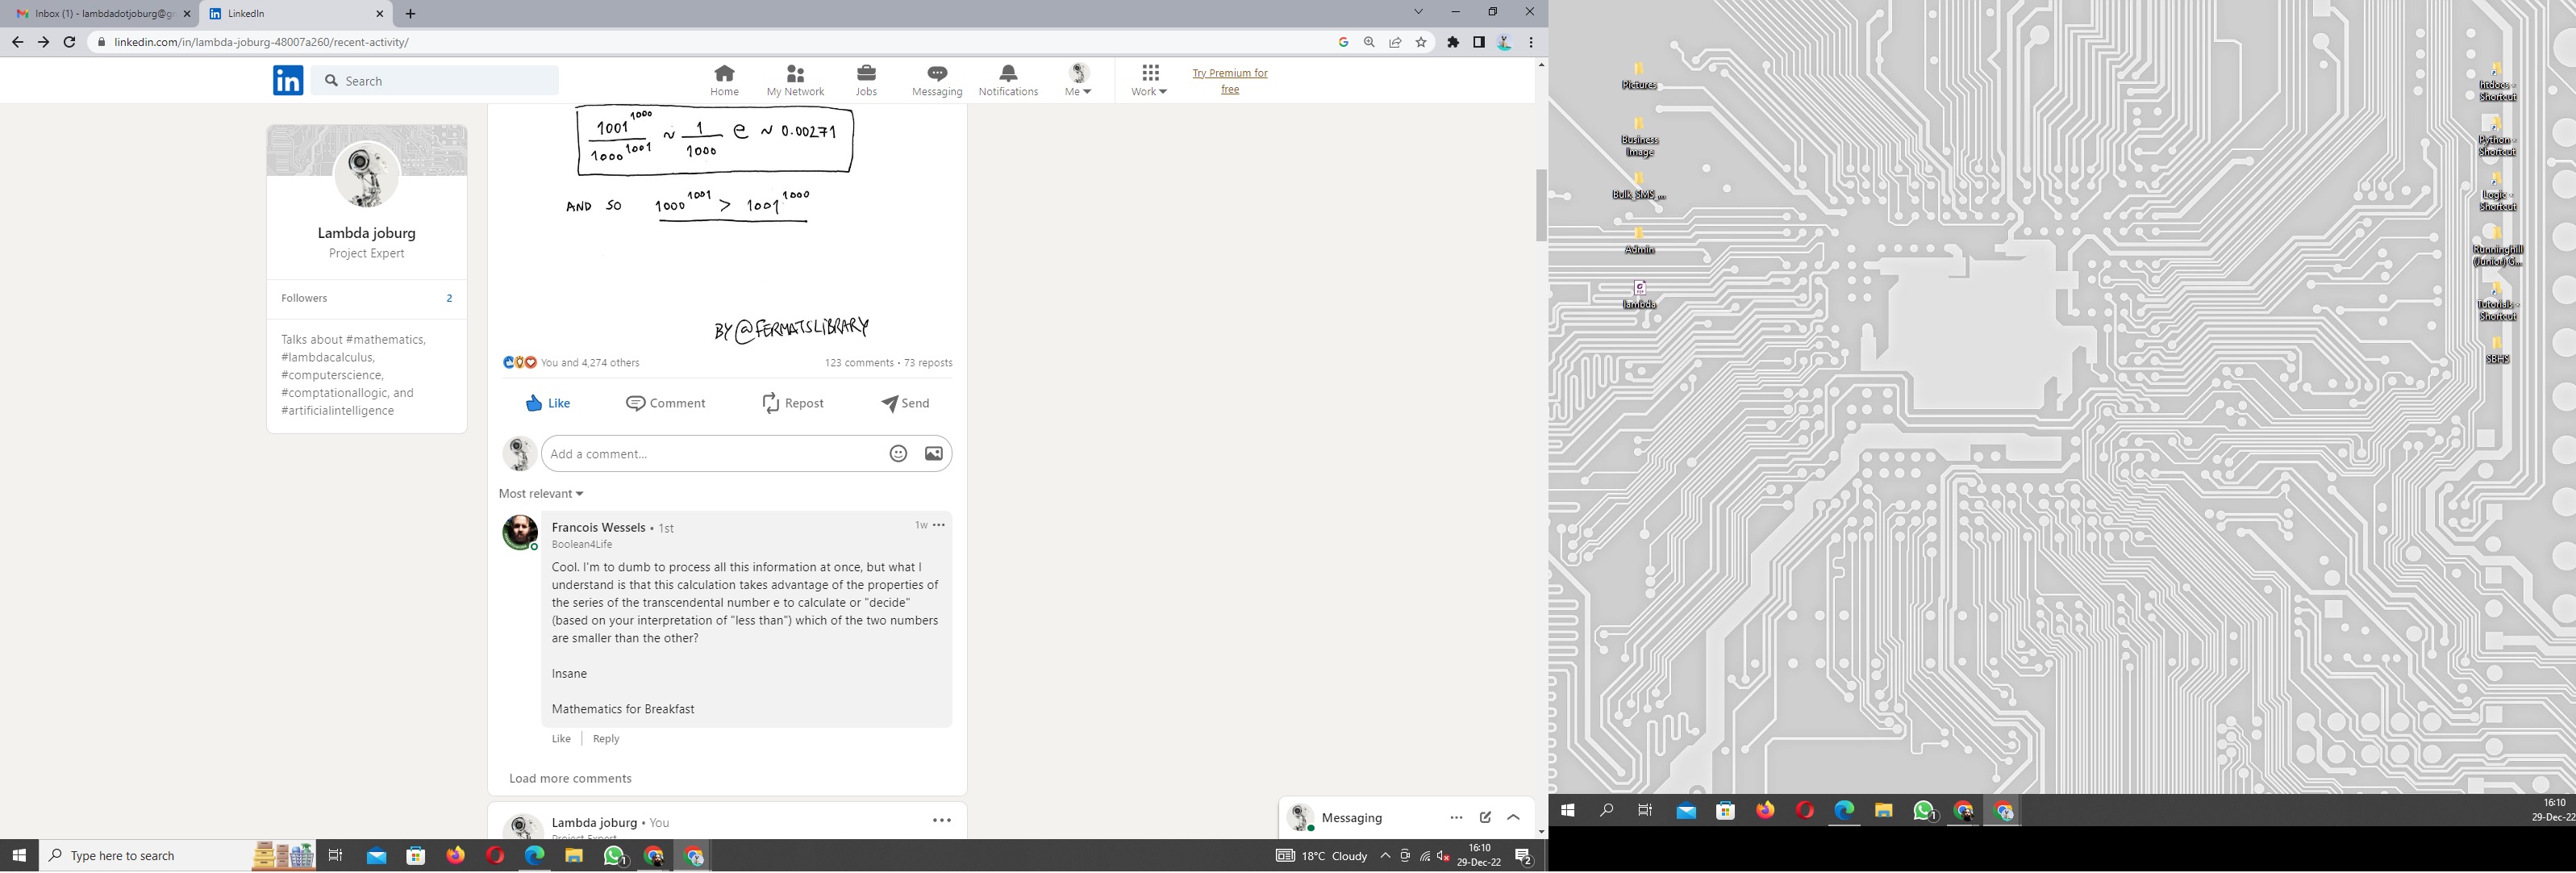 Inbox (1) - lambdadotjoburg@g
LinkedIn
linkedin.com/in/lambda-joburg-48007a260/recent-activity/
in
Search
Home
My Network
Jobs
Messaging
Notifications
Me
Work
Try Premium for
free
Lambda joburg
Project Expert
Followers 2
Talks about #mathematics,
#lambdacalculus,
#computerscience,
#comptationallogic, and
#artificialintelligence
1001^1000 / 1000^1001 ~ 1/1000 e ~ 0.00271
AND SO 1000^1001 > 1001^1000
BY @FERMATSLIBRARY
You and 4,274 others
123 comments • 73 reposts
Like
Comment
Repost
Send
Add a comment...
Most relevant
Francois Wessels • 1st
1w
Boolean4Life
Cool. I'm to dumb to process all this information at once, but what I
understand is that this calculation takes advantage of the properties of
the series of the transcendental number e to calculate or "decide"
(based on your interpretation of "less than") which of the two numbers
are smaller than the other?
Insane
Mathematics for Breakfast
Like
Reply
Load more comments
Lambda joburg • You
Project Expert
Messaging
Type here to search
1
18°C Cloudy
16:10
29-Dec-22
2
Pictures
Business
Image
Bulk_SMS_...
Admin
lambda
htdocs -
Shortcut
Python -
Shortcut
Logic -
Shortcut
Runninghill
(Junior) G...
Tutorials -
Shortcut
SBHS
1
16:10
29-Dec-22